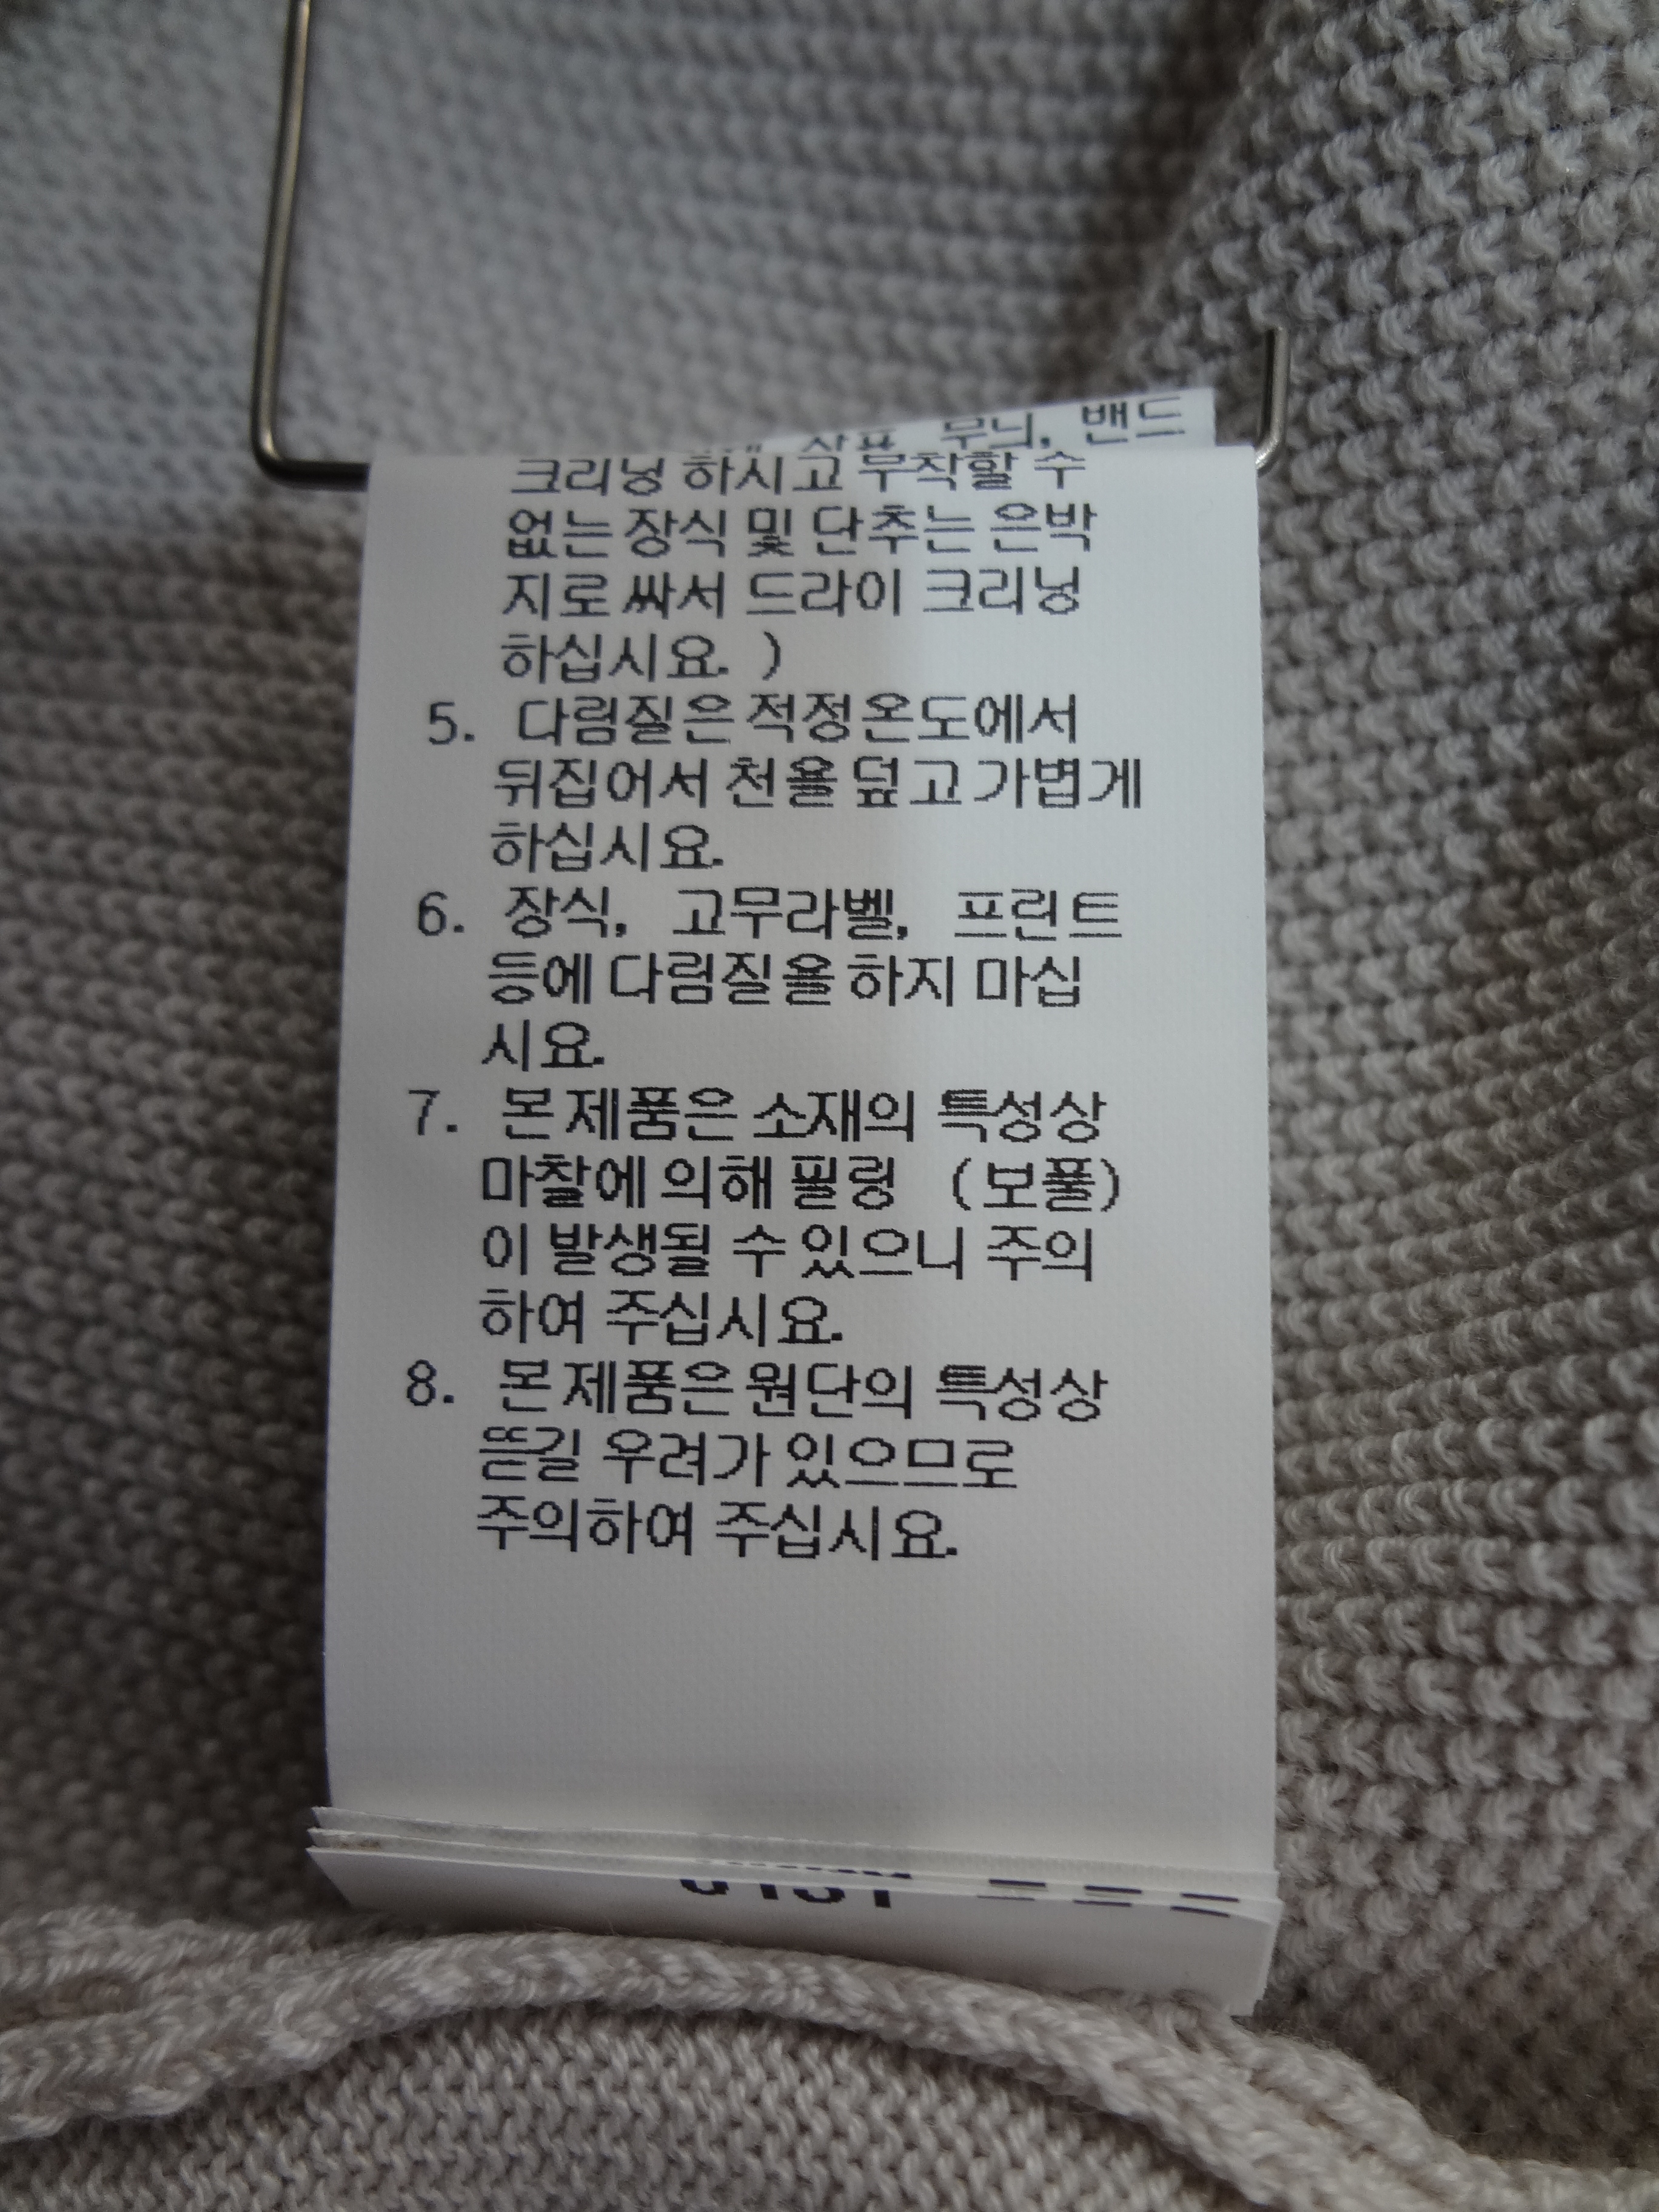 무늬, 밴드
크리닝 하시고 부착할 수
없는 장식 및 단추는 은박
지로 싸서 드라이 크리닝
하십시요. )
5. 다림질은 적정온도에서
뒤집어서 천을 덮고 가볍게
하십시요.
6. 장식, 고무라벨, 프린트
등에 다림질을 하지 마십
시요.
7. 본제품은 소재의 특성상
마찰에 의해 필링 (보풀)
이 발생될 수 있으니 주의
하여 주십시요.
8. 본제품은 원단의 특성상
뜯길 우려가 있으므로
주의하여 주십시요.